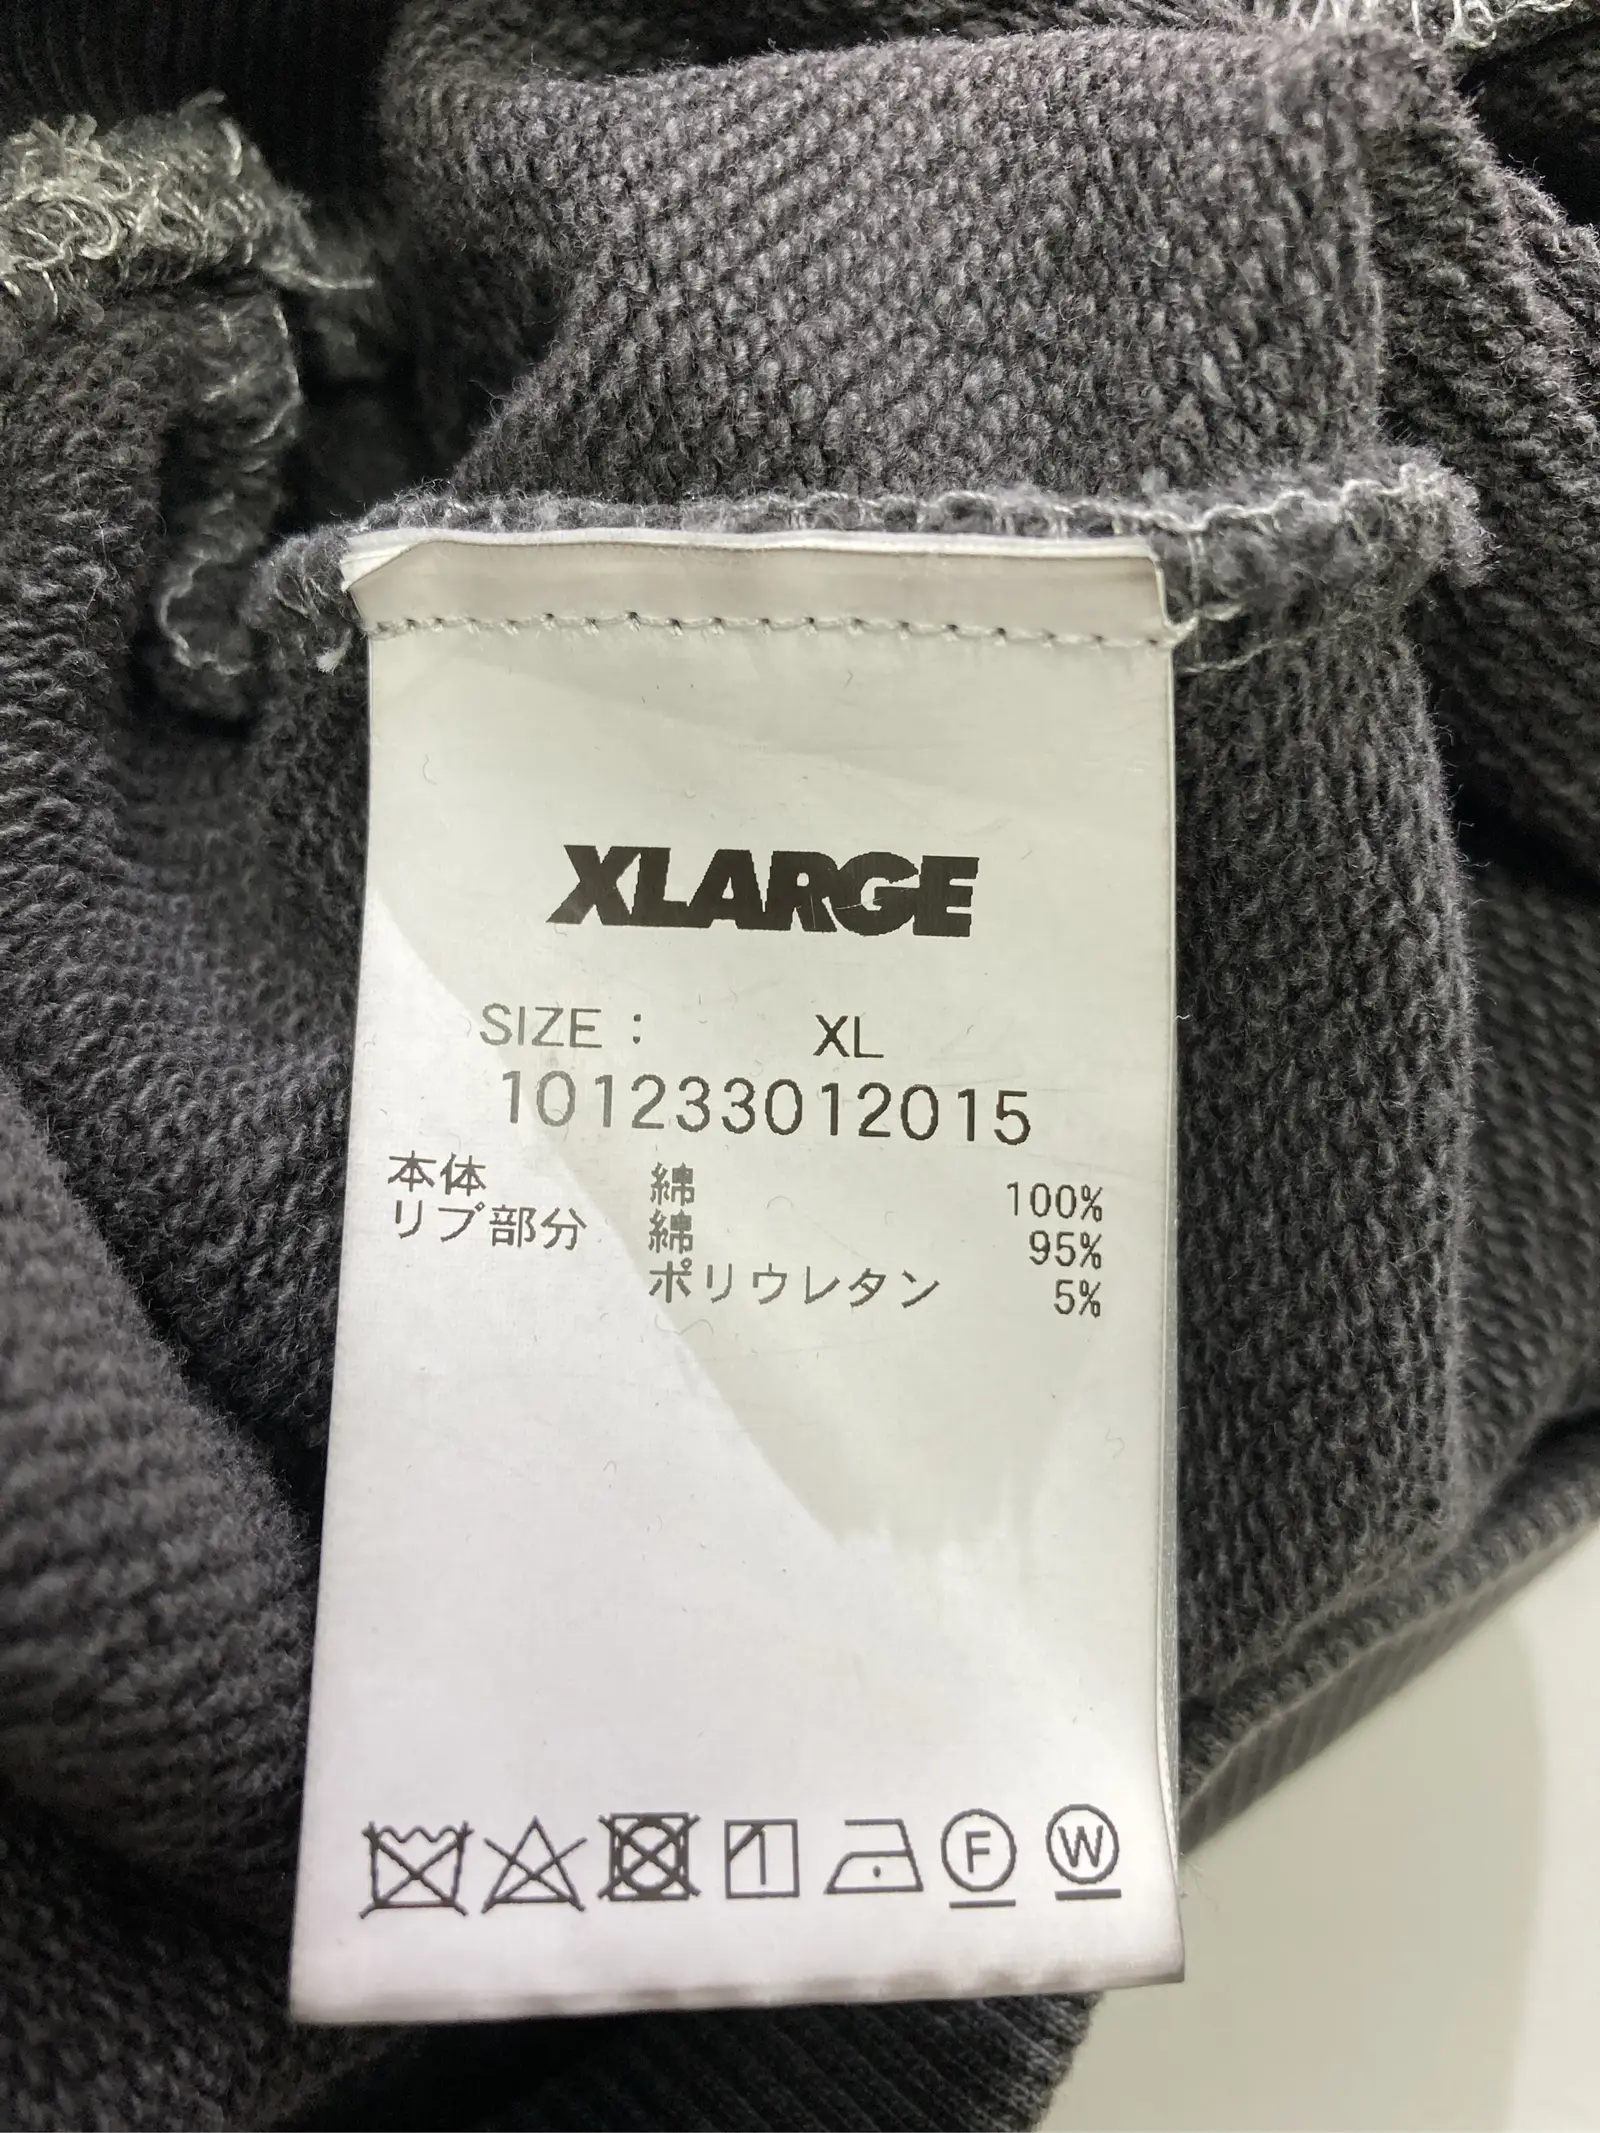 XLARGE
SIZE : XL
101233012015
本体 綿 100%
リブ部分 綿 95%
ポリウレタン 5%
1 F W